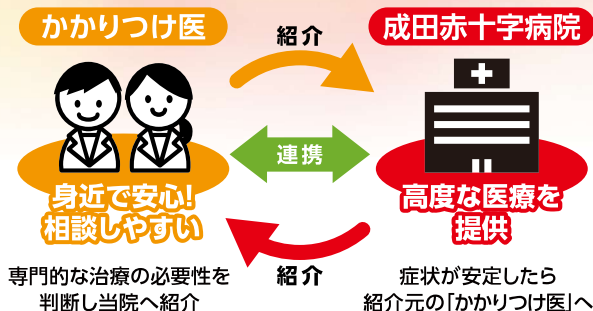 かかりつけ医
紹介
成田赤十字病院
連携
身近で安心!
相談しやすい
高度な医療を
提供
紹介
専門的な治療の必要性を
判断し当院へ紹介
症状が安定したら
紹介元の「かかりつけ医」へ